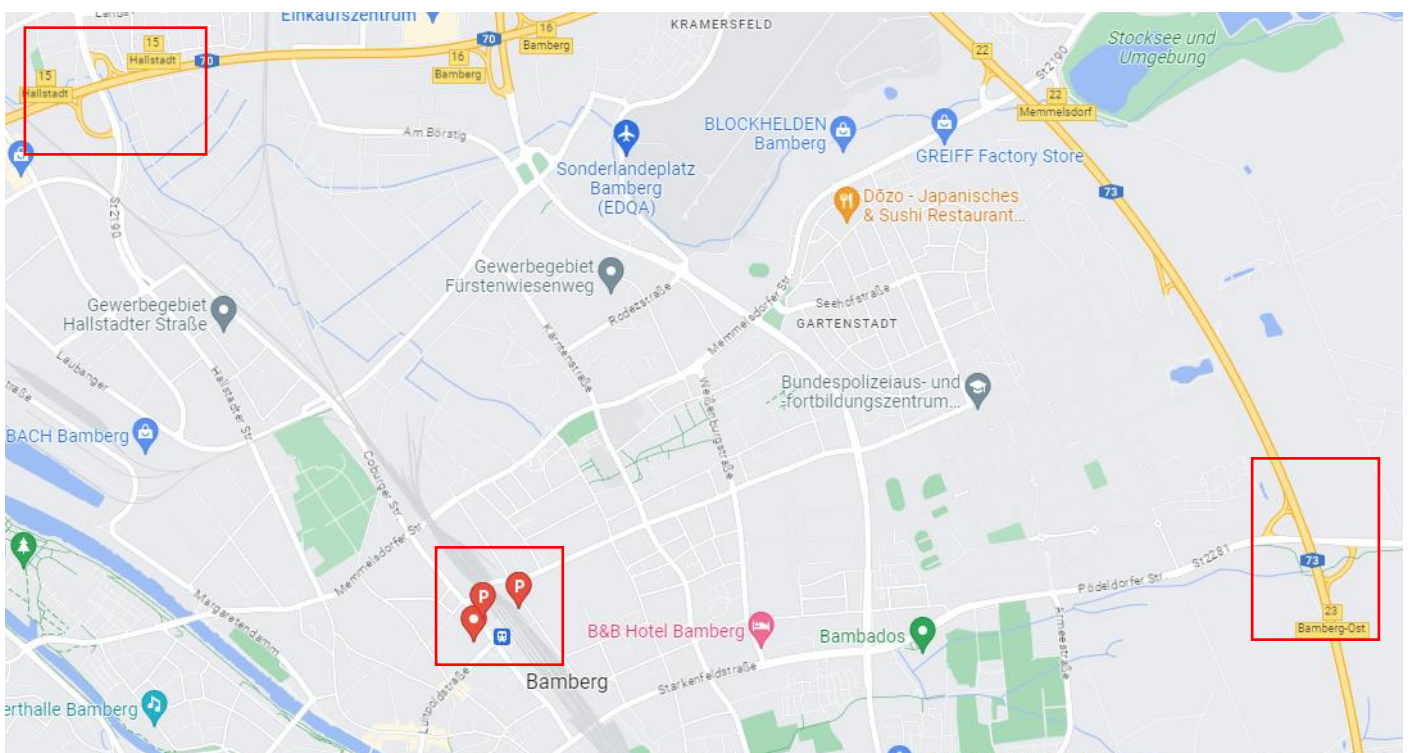 Einkaufszentrum
KRAMERSFELD
15
Hallstadt
15
Hallstadt
70
70
16
Bamberg
16
Bamberg
22
22
Memmelsdorf
St2190
Stocksee und
Umgebung
Am Börstig
Sonderlandeplatz
Bamberg
(EDQA)
BLOCKHELDEN
Bamberg
GREIFF Factory Store
Dōzo - Japanisches
& Sushi Restaurant...
73
St2190
Gewerbegebiet
Fürstenwiesenweg
Gewerbegebiet
Hallstadter Straße
Rodezstraße
Memmelsdorfer Str.
Seehofstraße
GARTENSTADT
Kärntenstraße
Weißenburgstraße
Laubanger
Hallstadter Str.
Bundespolizeiaus- und
-fortbildungszentrum...
BACH Bamberg
Coburger Str.
Memmelsdorfer Str.
Margaretendamm
P
P
B&B Hotel Bamberg
Bambados
Pödeldorfer Str.
St2281
73
23
Bamberg-Ost
Armeestraße
Starkenfeldstraße
Luitpoldstraße
Bamberg
erthalle Bamberg